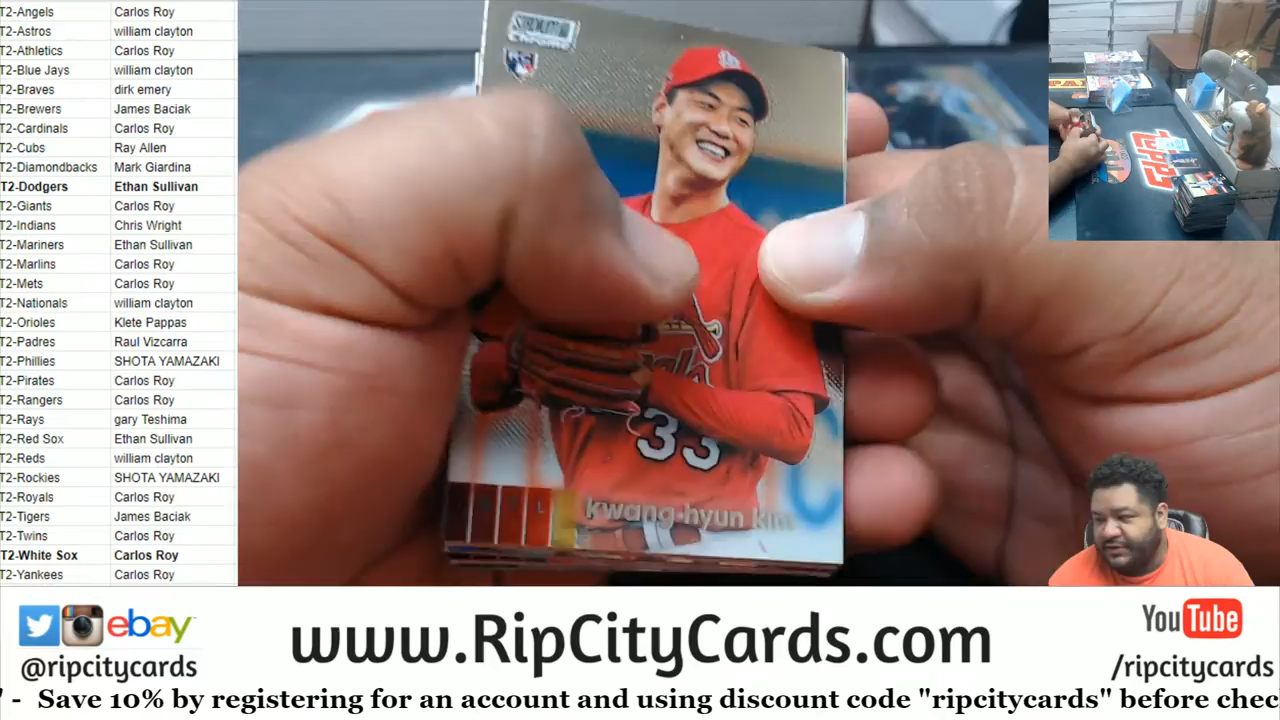 T2-Angels Carlos Roy
T2-Astros william clayton
T2-Athletics Carlos Roy
T2-Blue Jays william clayton
T2-Braves dirk emery
T2-Brewers James Baciak
T2-Cardinals Carlos Roy
T2-Cubs Ray Allen
T2-Diamondbacks Mark Giardina
T2-Dodgers Ethan Sullivan
T2-Giants Carlos Roy
T2-Indians Chris Wright
T2-Mariners Ethan Sullivan
T2-Marlins Carlos Roy
T2-Mets Carlos Roy
T2-Nationals william clayton
T2-Orioles Klete Pappas
T2-Padres Raul Vizcarra
T2-Phillies SHOTA YAMAZAKI
T2-Pirates Carlos Roy
T2-Rangers Carlos Roy
T2-Rays gary Teshima
T2-Red Sox Ethan Sullivan
T2-Reds william clayton
T2-Rockies SHOTA YAMAZAKI
T2-Royals Carlos Roy
T2-Tigers James Baciak
T2-Twins Carlos Roy
T2-White Sox Carlos Roy
T2-Yankees Carlos Roy
33
kwang-hyun kim
Topps
ebay
@ripcitycards
www.RipCityCards.com
YouTube
/ripcitycards
- Save 10% by registering for an account and using discount code "ripcitycards" before chec